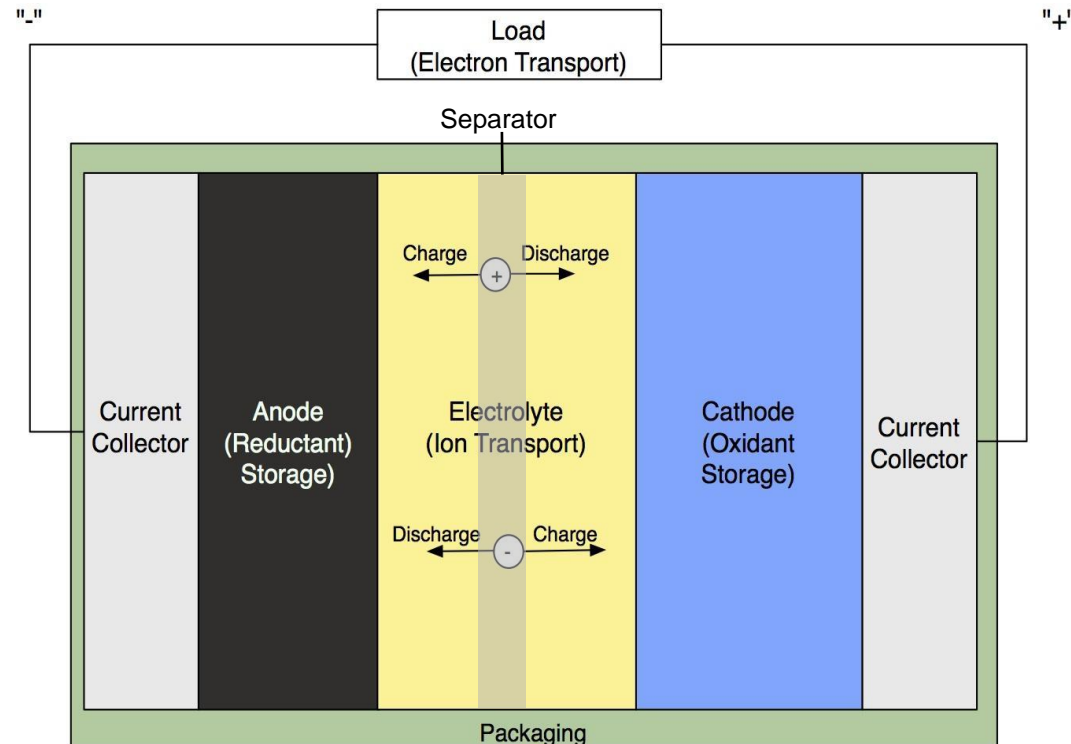 "-"
"+'
Load
(Electron Transport)
Separator
Charge
Discharge
+
Current
Collector
Anode
(Reductant)
Storage)
Electrolyte
(Ion Transport)
Cathode
(Oxidant
Storage)
Current
Collector
Discharge
Charge
-
Packaging